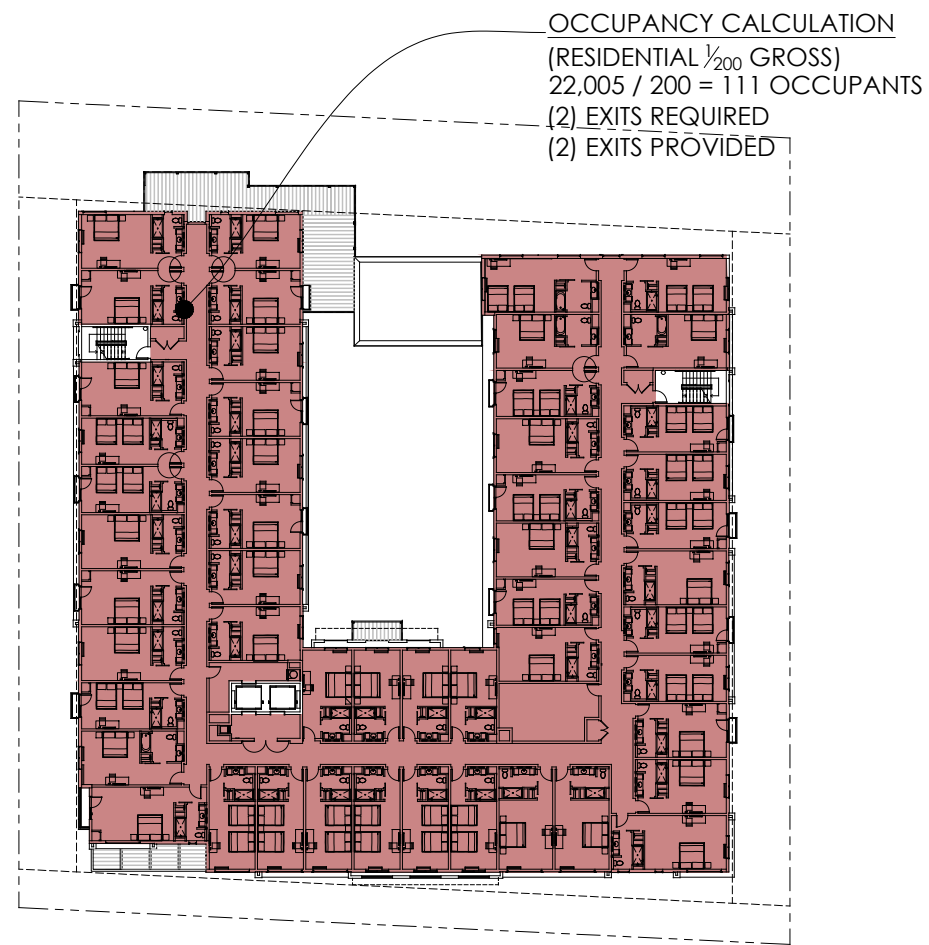 OCCUPANCY CALCULATION
(RESIDENTIAL 1/200 GROSS)
22,005 / 200 = 111 OCCUPANTS
(2) EXITS REQUIRED
(2) EXITS PROVIDED